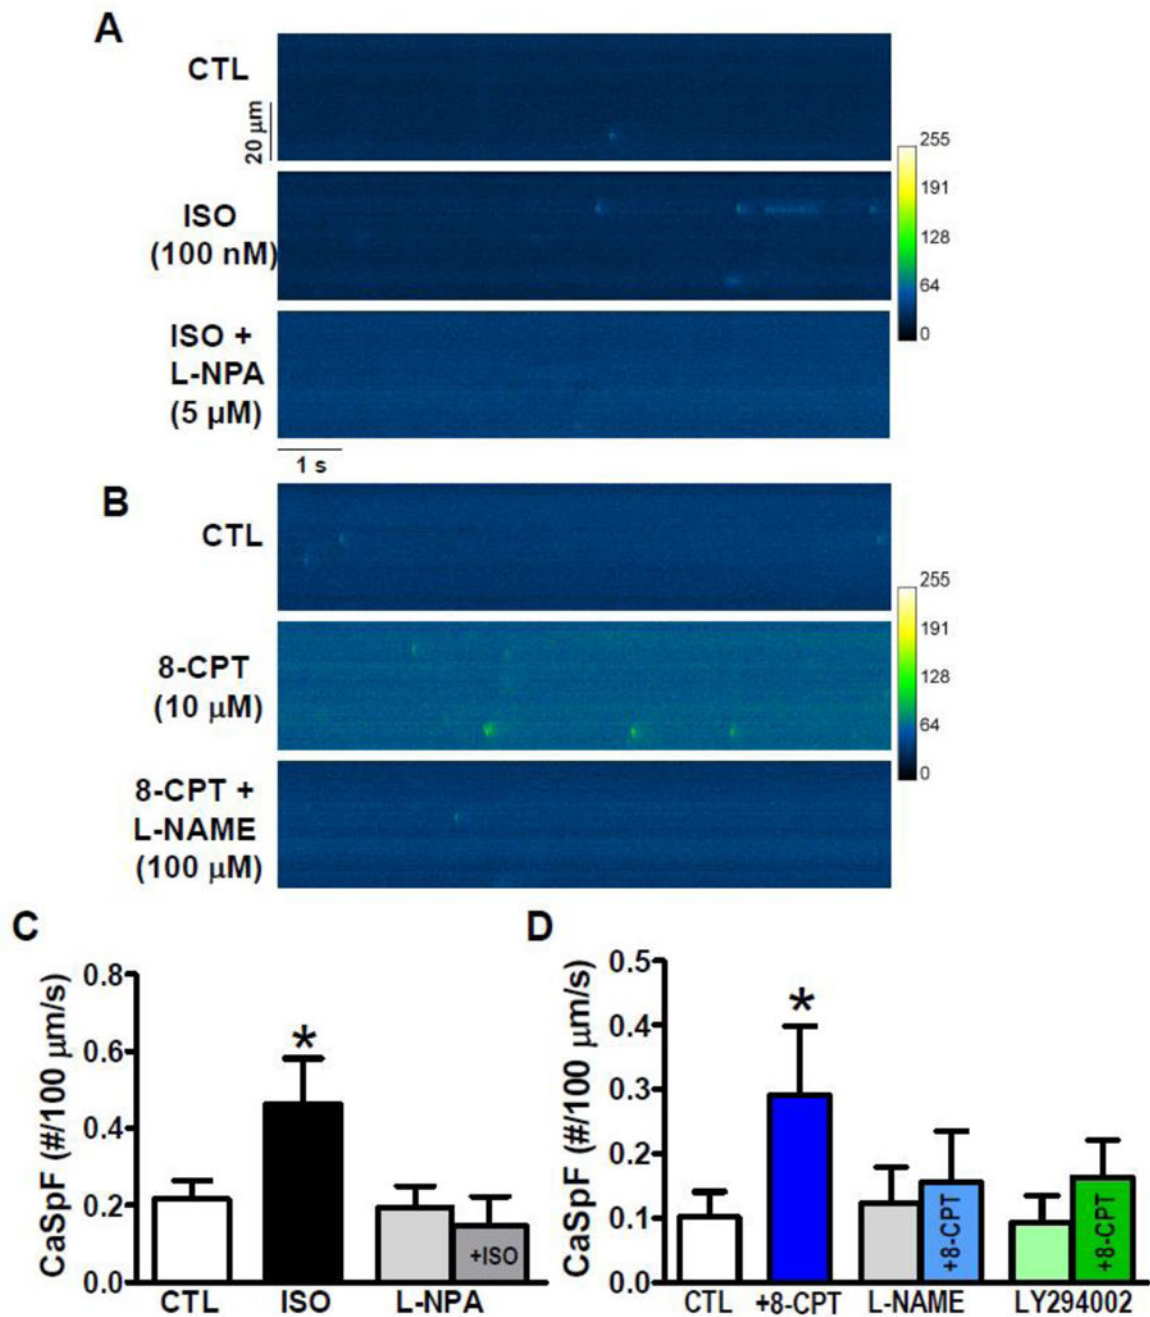 A
CTL
20 µm
ISO
(100 nM)
ISO +
L-NPA
(5 µM)
255
191
128
64
0
1 s
B
CTL
8-CPT
(10 µM)
8-CPT +
L-NAME
(100 µM)
255
191
128
64
0
C
CaSpF (#/100 µm/s)
0.8
0.6
0.4
0.2
0.0
*
+ISO
CTL ISO L-NPA
D
CaSpF (#/100 µm/s)
0.5
0.4
0.3
0.2
0.1
0.0
*
+8-CPT
+8-CPT
CTL +8-CPT L-NAME LY294002